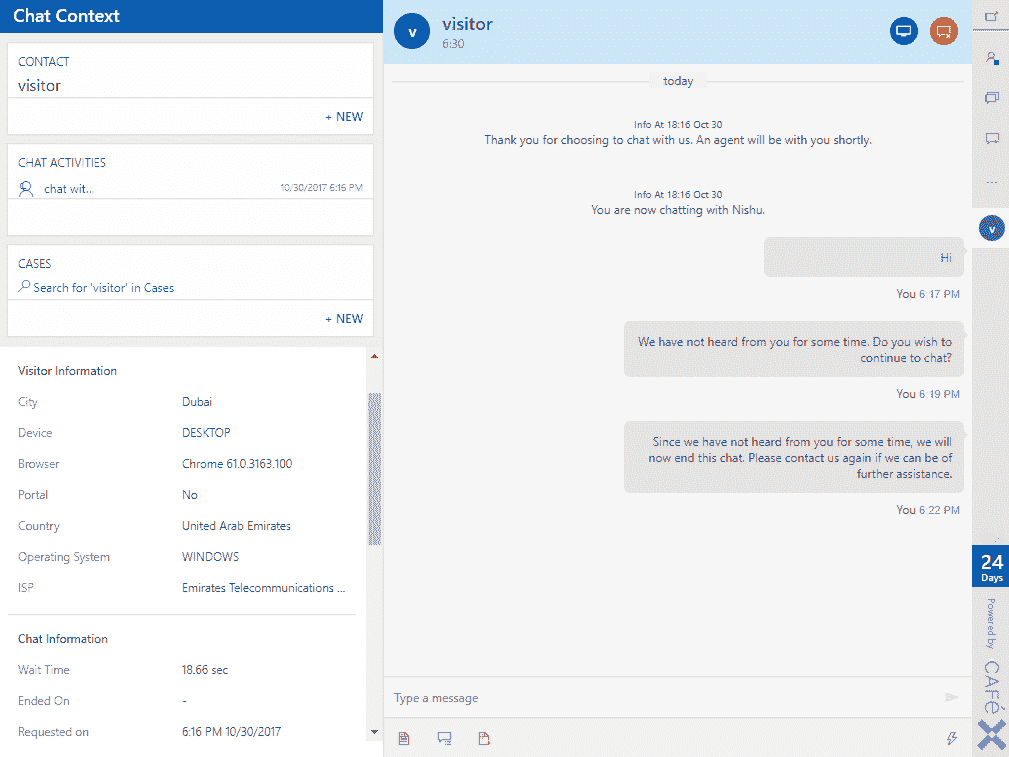 Chat Context
CONTACT
visitor
+ NEW
CHAT ACTIVITIES
chat wit...
10/30/2017 6:16 PM
CASES
Search for 'visitor' in Cases
+ NEW
Visitor Information
City Dubai
Device DESKTOP
Browser Chrome 61.0.3163.100
Portal No
Country United Arab Emirates
Operating System WINDOWS
ISP Emirates Telecommunications ...
Chat Information
Wait Time 18.66 sec
Ended On -
Requested on 6:16 PM 10/30/2017
v
visitor
6:30
today
Info At 18:16 Oct 30
Thank you for choosing to chat with us. An agent will be with you shortly.
Info At 18:16 Oct 30
You are now chatting with Nishu.
Hi
You 6:17 PM
We have not heard from you for some time. Do you wish to
continue to chat?
You 6:19 PM
Since we have not heard from you for some time, we will
now end this chat. Please contact us again if we can be of
further assistance.
You 6:22 PM
Type a message
...
v
24
Days
Powered by
CAFÉ
X